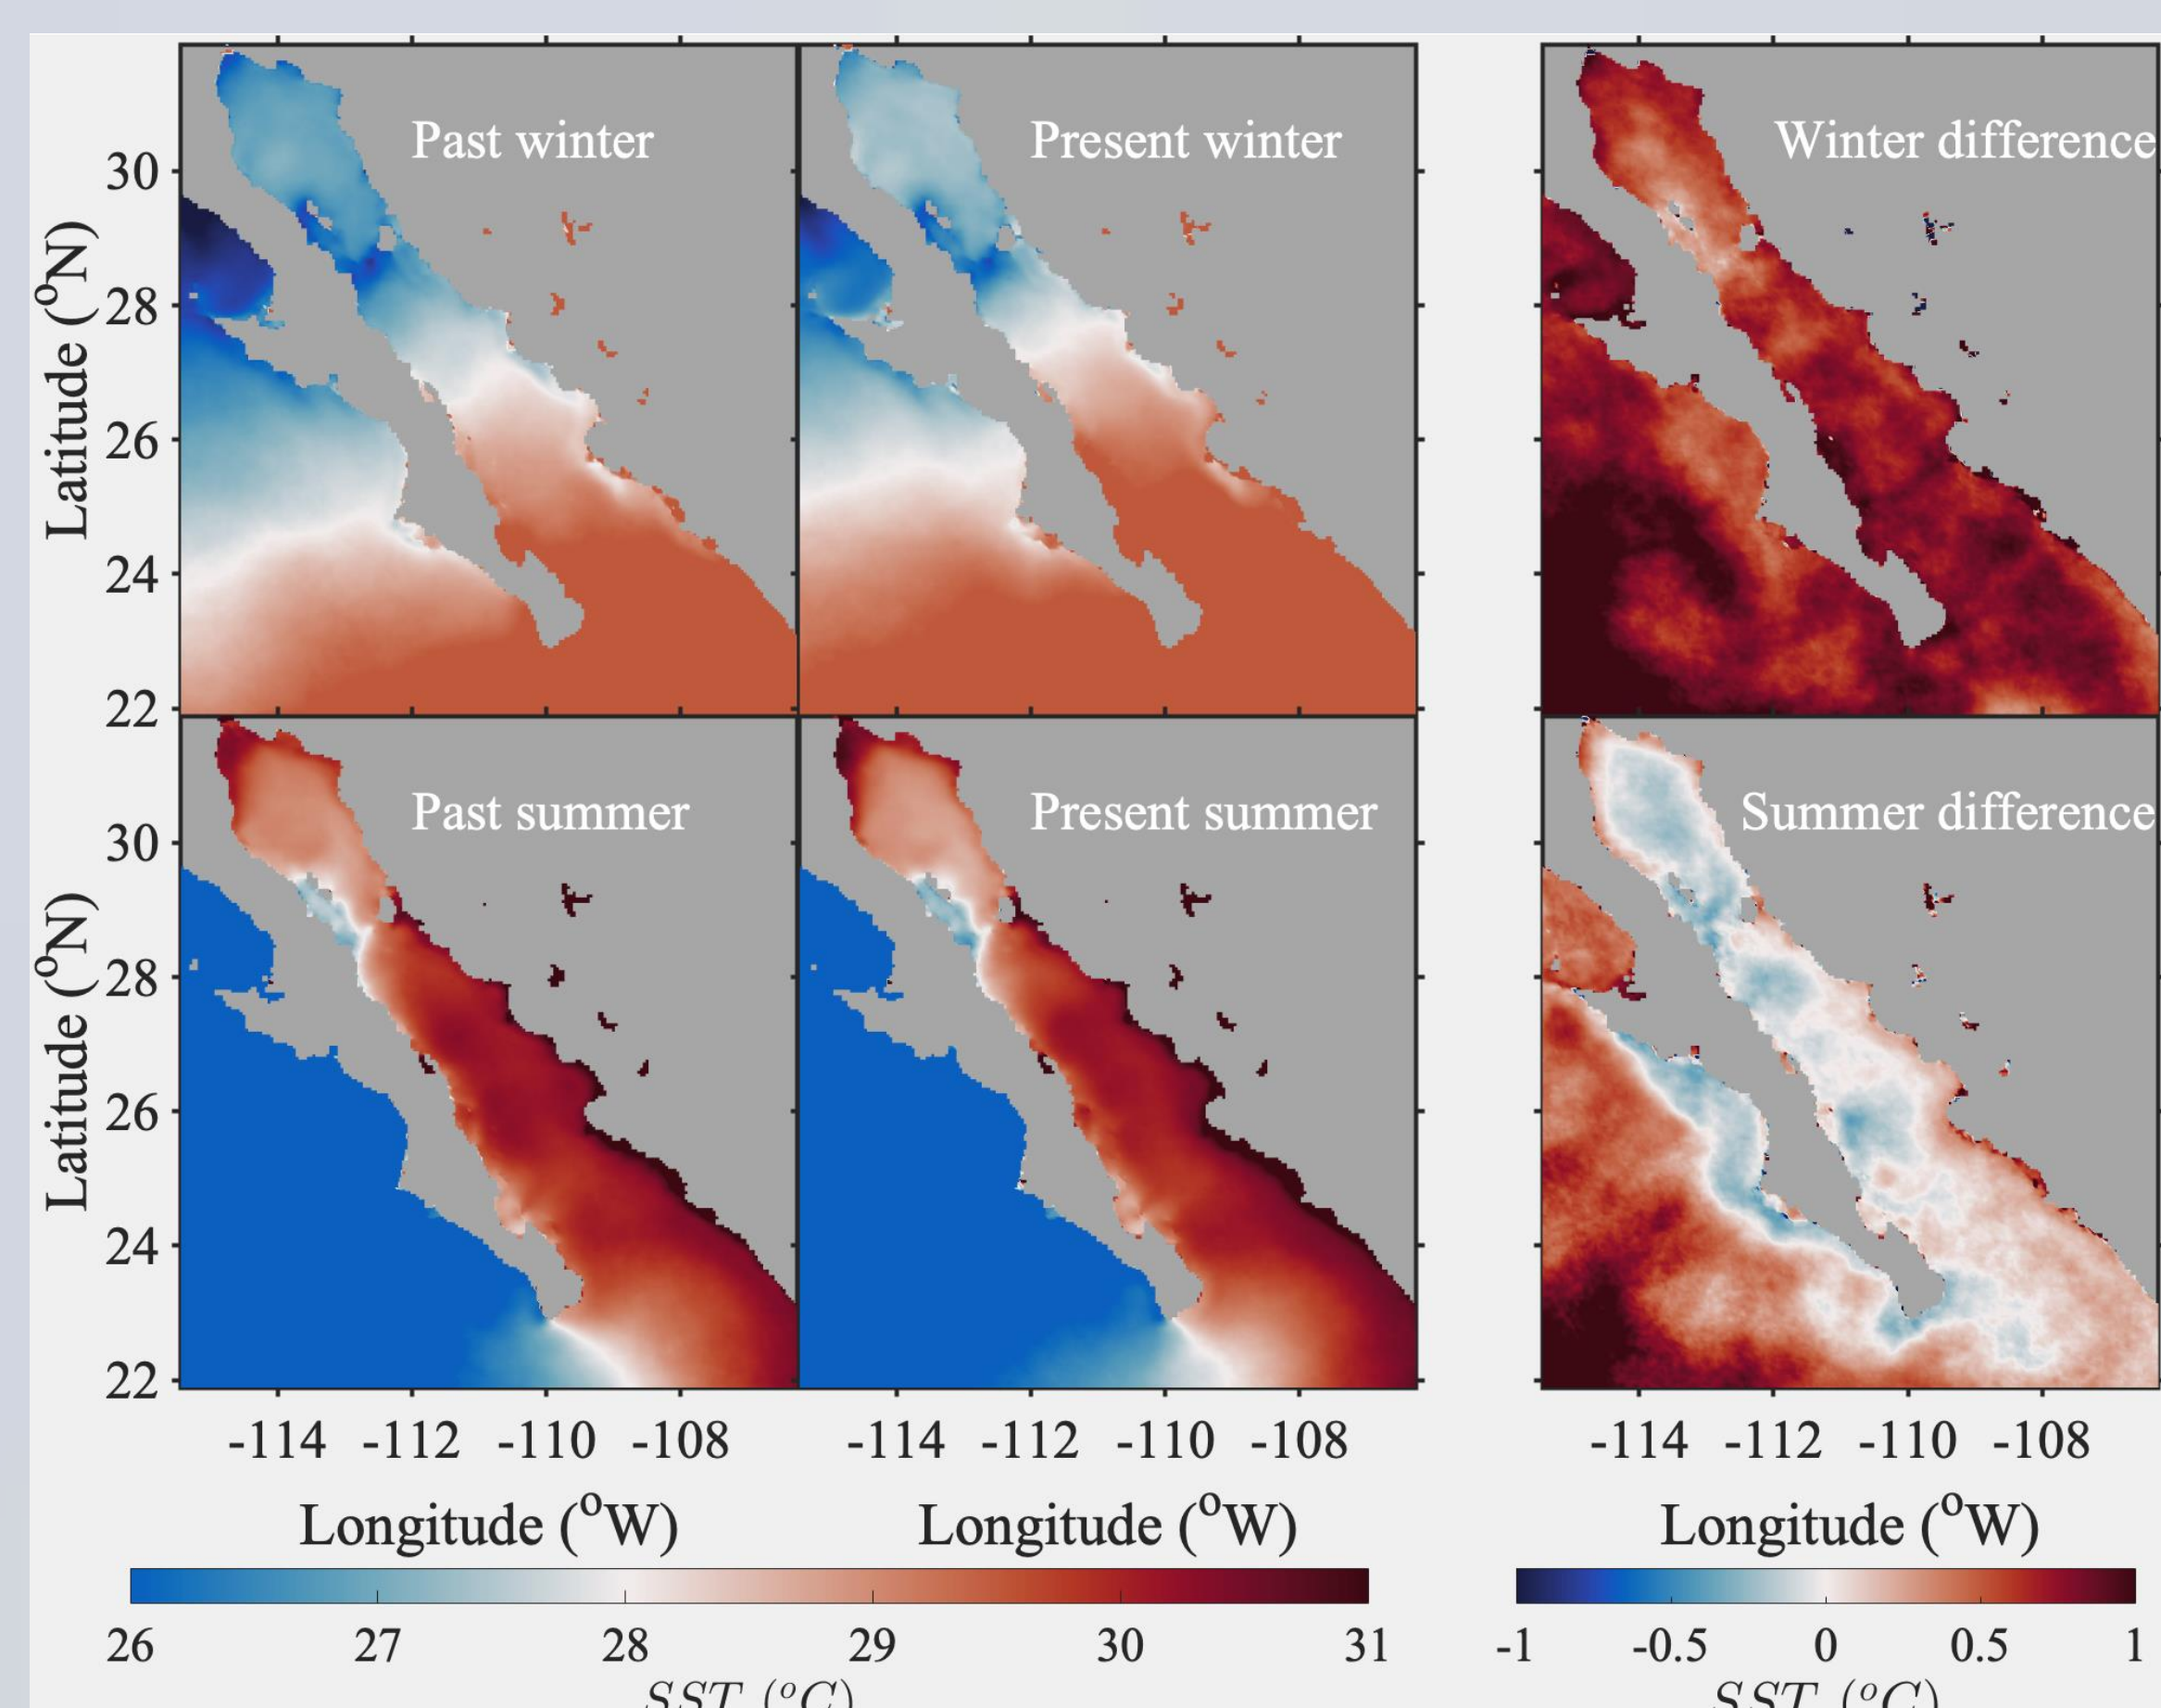 Past winter
Present winter
Winter difference
30
28
26
24
22
Latitude (°N)
Past summer
Present summer
Summer difference
30
28
26
24
22
Latitude (°N)
-114 -112 -110 -108
-114 -112 -110 -108
-114 -112 -110 -108
Longitude (°W)
Longitude (°W)
Longitude (°W)
26 27 28 29 30 31
-1 -0.5 0 0.5 1
SST (°C)
SST (°C)